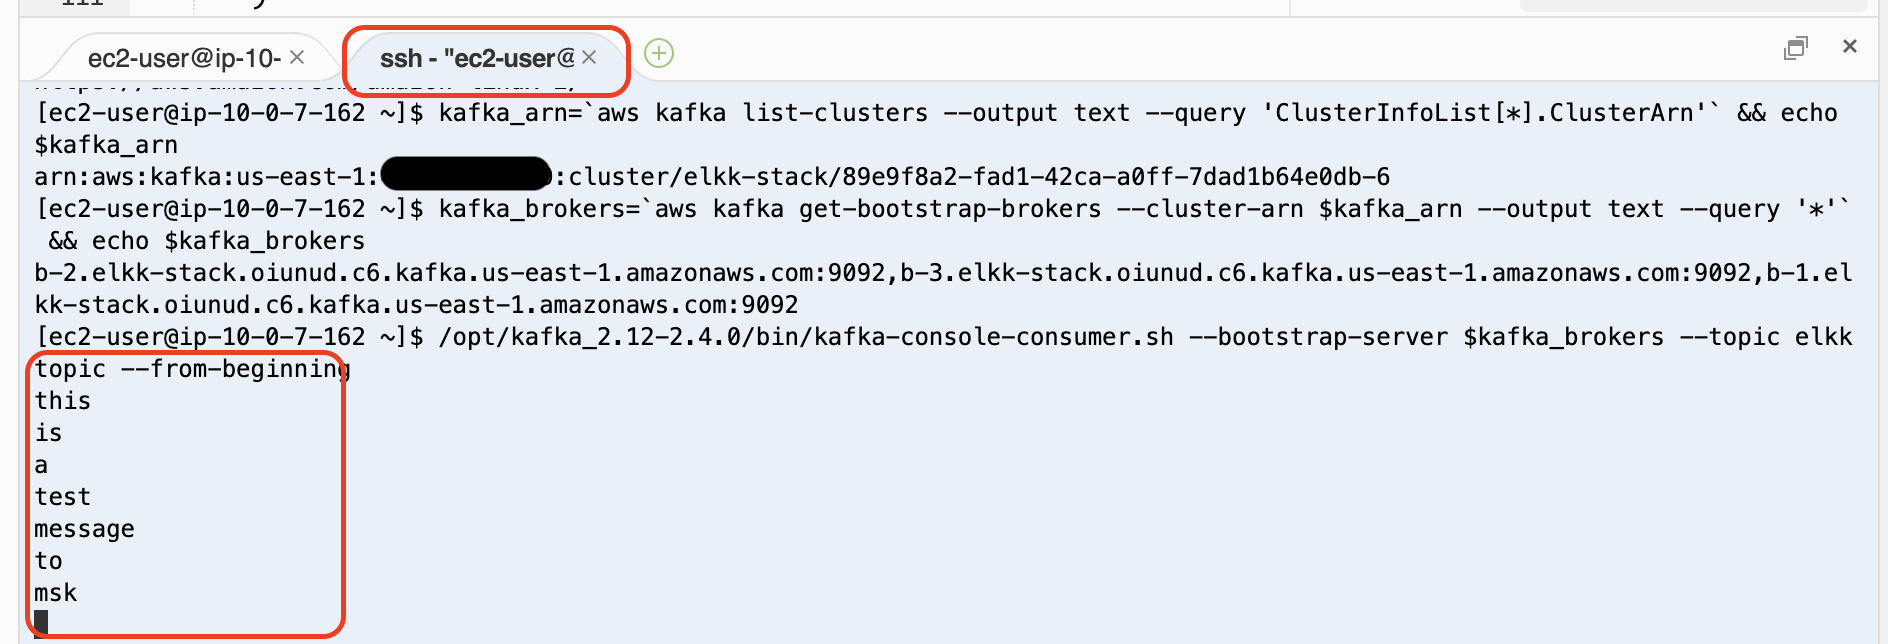 111
ec2-user@ip-10- ×
ssh - "ec2-user@ ×
[ec2-user@ip-10-0-7-162 ~]$ kafka_arn=`aws kafka list-clusters --output text --query 'ClusterInfoList[*].ClusterArn'` && echo
$kafka_arn
arn:aws:kafka:us-east-1: :cluster/elkk-stack/89e9f8a2-fad1-42ca-a0ff-7dad1b64e0db-6
[ec2-user@ip-10-0-7-162 ~]$ kafka_brokers=`aws kafka get-bootstrap-brokers --cluster-arn $kafka_arn --output text --query '*'`
 && echo $kafka_brokers
b-2.elkk-stack.oiunud.c6.kafka.us-east-1.amazonaws.com:9092,b-3.elkk-stack.oiunud.c6.kafka.us-east-1.amazonaws.com:9092,b-1.el
kk-stack.oiunud.c6.kafka.us-east-1.amazonaws.com:9092
[ec2-user@ip-10-0-7-162 ~]$ /opt/kafka_2.12-2.4.0/bin/kafka-console-consumer.sh --bootstrap-server $kafka_brokers --topic elkk
topic --from-beginning
this
is
a
test
message
to
msk